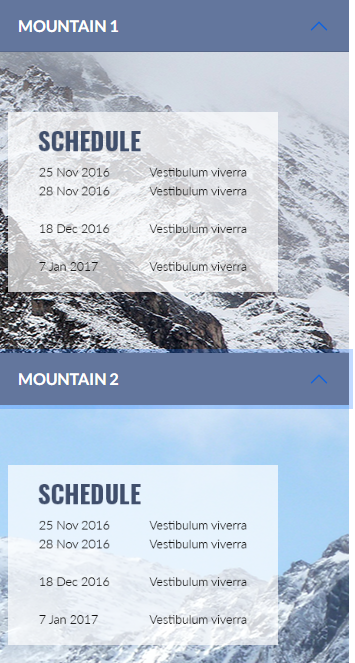 MOUNTAIN 1
SCHEDULE
25 Nov 2016 Vestibulum viverra
28 Nov 2016 Vestibulum viverra
18 Dec 2016 Vestibulum viverra
7 Jan 2017 Vestibulum viverra
MOUNTAIN 2
SCHEDULE
25 Nov 2016 Vestibulum viverra
28 Nov 2016 Vestibulum viverra
18 Dec 2016 Vestibulum viverra
7 Jan 2017 Vestibulum viverra